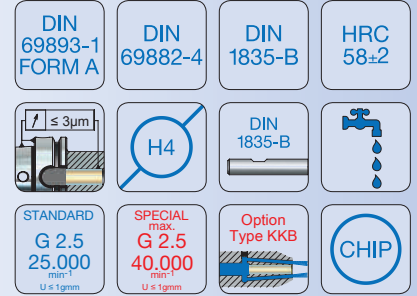 DIN
69893-1
FORM A
DIN
69882-4
DIN
1835-B
HRC
58±2
≤ 3µm
H4
DIN
1835-B
STANDARD
G 2.5
25.000
min-1
U ≤ 1gmm
SPECIAL
max.
G 2.5
40.000
min-1
U ≤ 1gmm
Option
Type KKB
CHIP